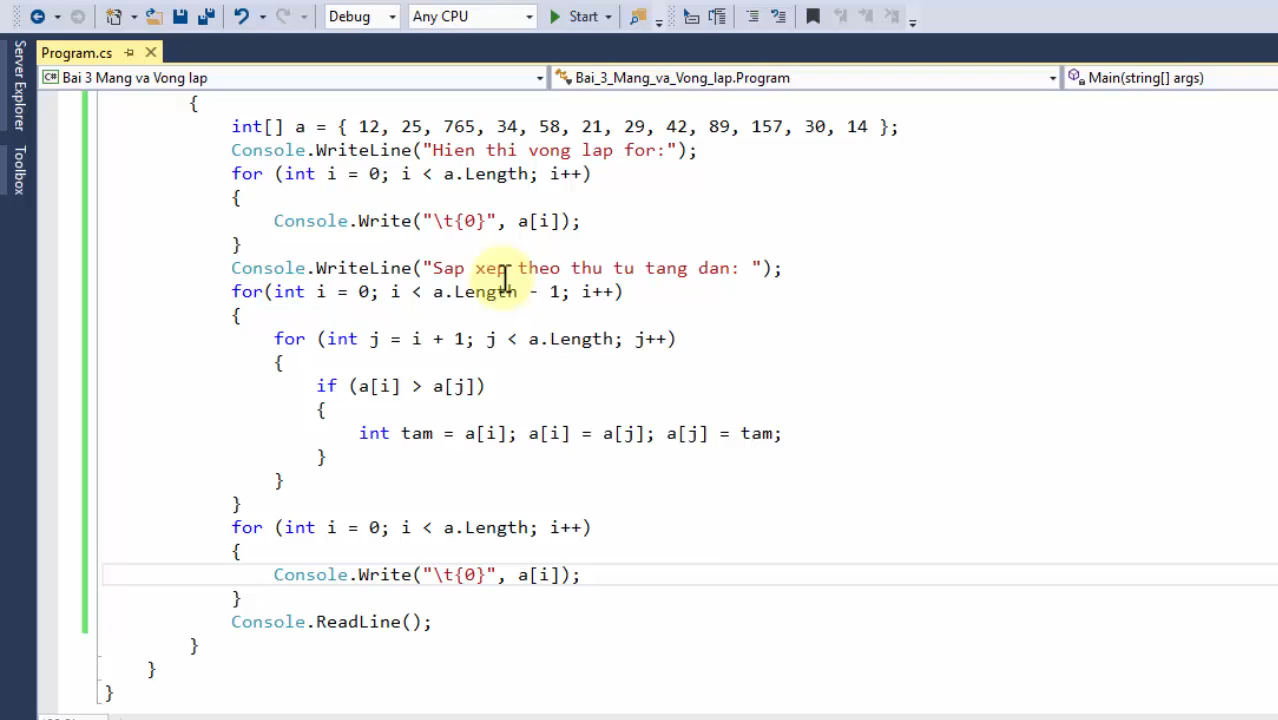 Debug Any CPU Start
Server Explorer
Toolbox
Program.cs
C# Bai 3 Mang va Vong lap Bai_3_Mang_va_Vong_lap.Program Main(string[] args)
{
int[] a = { 12, 25, 765, 34, 58, 21, 29, 42, 89, 157, 30, 14 };
Console.WriteLine("Hien thi vong lap for:");
for (int i = 0; i < a.Length; i++)
{
Console.Write("\t{0}", a[i]);
}
Console.WriteLine("Sap xep theo thu tu tang dan: ");
for(int i = 0; i < a.Length - 1; i++)
{
for (int j = i + 1; j < a.Length; j++)
{
if (a[i] > a[j])
{
int tam = a[i]; a[i] = a[j]; a[j] = tam;
}
}
}
for (int i = 0; i < a.Length; i++)
{
Console.Write("\t{0}", a[i]);
}
Console.ReadLine();
}
}
}